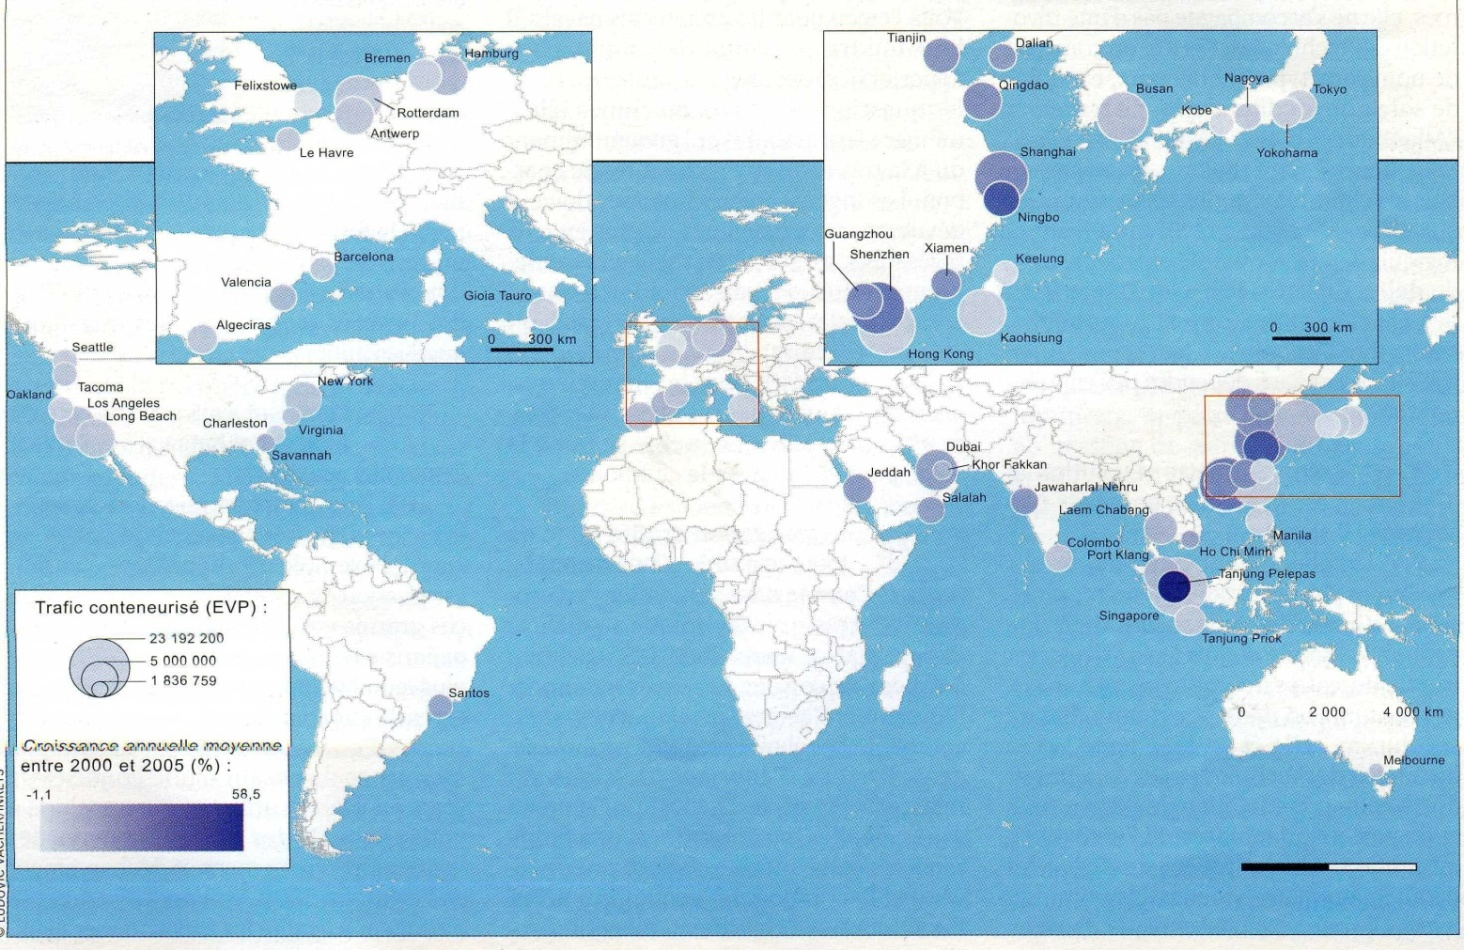 Bremen
Hamburg
Felixstowe
Rotterdam
Antwerp
Le Havre
Barcelona
Valencia
Gioia Tauro
Algeciras
0 300 km
Tianjin
Dalian
Qingdao
Busan
Nagoya
Tokyo
Kobe
Yokohama
Shanghai
Ningbo
Guangzhou
Shenzhen
Xiamen
Keelung
Kaohsiung
Hong Kong
0 300 km
Seattle
Tacoma
Oakland
Los Angeles
Long Beach
New York
Charleston
Virginia
Savannah
Dubai
Khor Fakkan
Jeddah
Salalah
Jawaharlal Nehru
Laem Chabang
Colombo
Port Klang
Manila
Ho Chi Minh
Tanjung Pelepas
Singapore
Tanjung Priok
Santos
Melbourne
0 2 000 4 000 km
Trafic conteneurisé (EVP) :
23 192 200
5 000 000
1 836 759
Croissance annuelle moyenne
entre 2000 et 2005 (%) :
-1,1 58,5
© LUDOVIC VACHER/INRETS